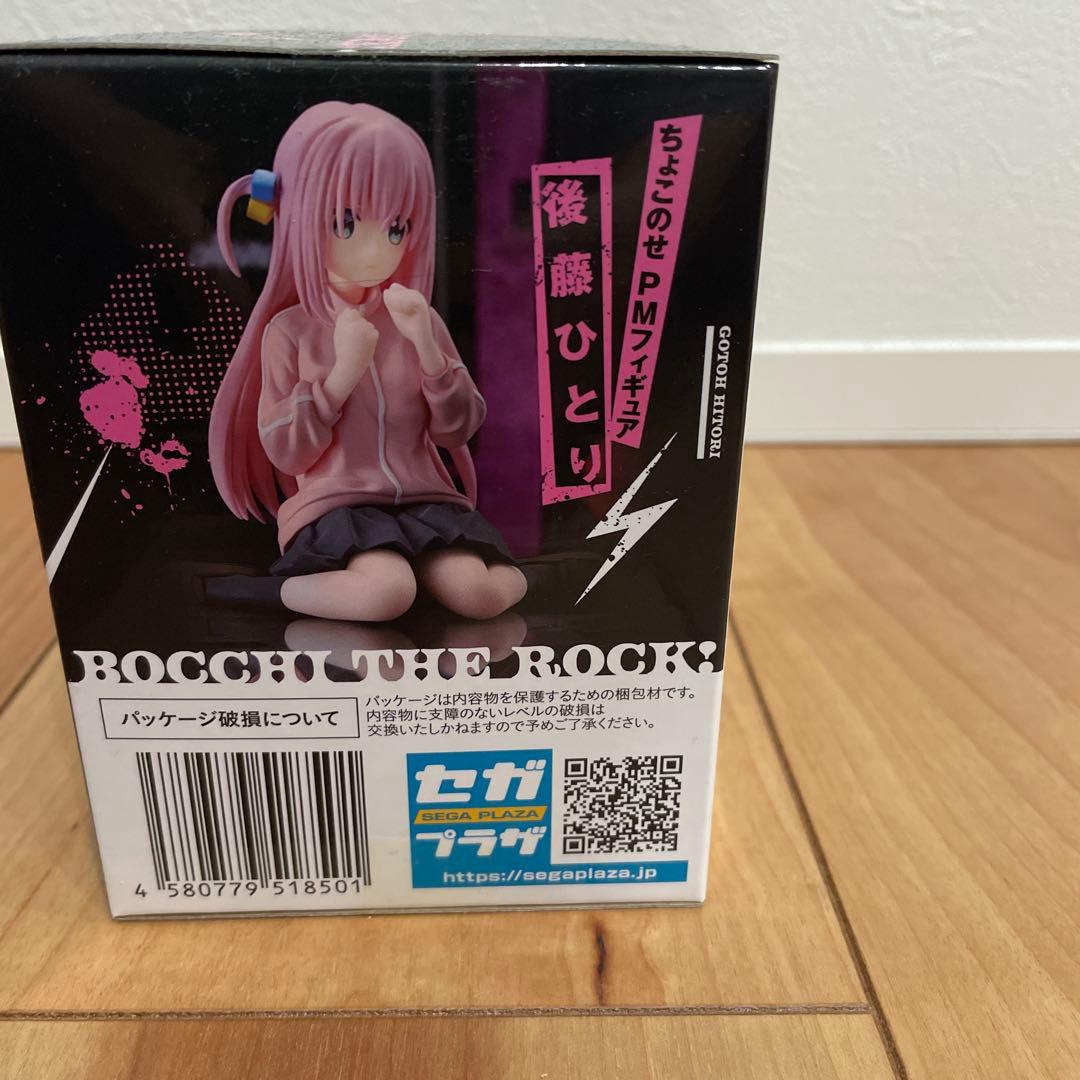 ちょこのせ PMフィギュア
後藤ひとり
GOTOH HITORI
BOCCHI THE ROCK!
パッケージ破損について
パッケージは内容物を保護するための梱包材です。
内容物に支障のないレベルの破損は
交換いたしかねますので予めご了承ください。
4 580779 518501
セガ
SEGA PLAZA
プラザ
https://segaplaza.jp